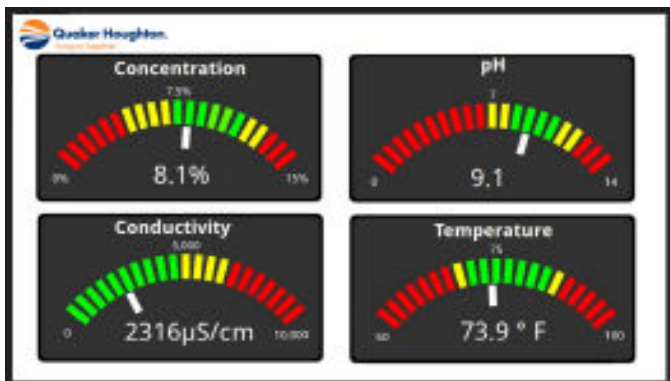 Quaker Houghton.
Concentration
7.5%
0%
15%
8.1%
pH
7
0
14
9.1
Conductivity
5,000
0
10,000
2316µS/cm
Temperature
75
60
100
73.9 ° F